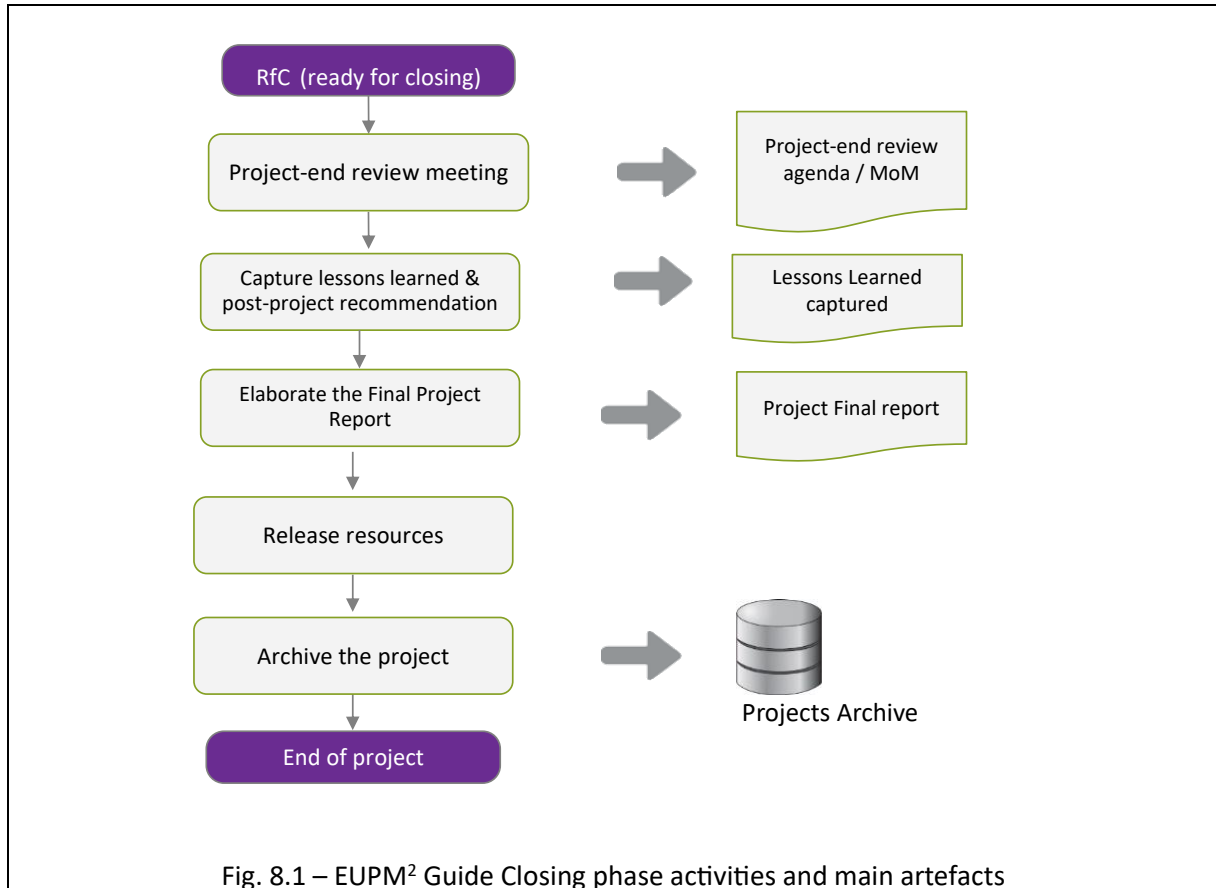 RfC (ready for closing)
Project-end review meeting
Project-end review
agenda / MoM
Capture lessons learned &
post-project recommendation
Lessons Learned
captured
Elaborate the Final Project
Report
Project Final report
Release resources
Archive the project
Projects Archive
End of project
Fig. 8.1 – EUPM² Guide Closing phase activities and main artefacts